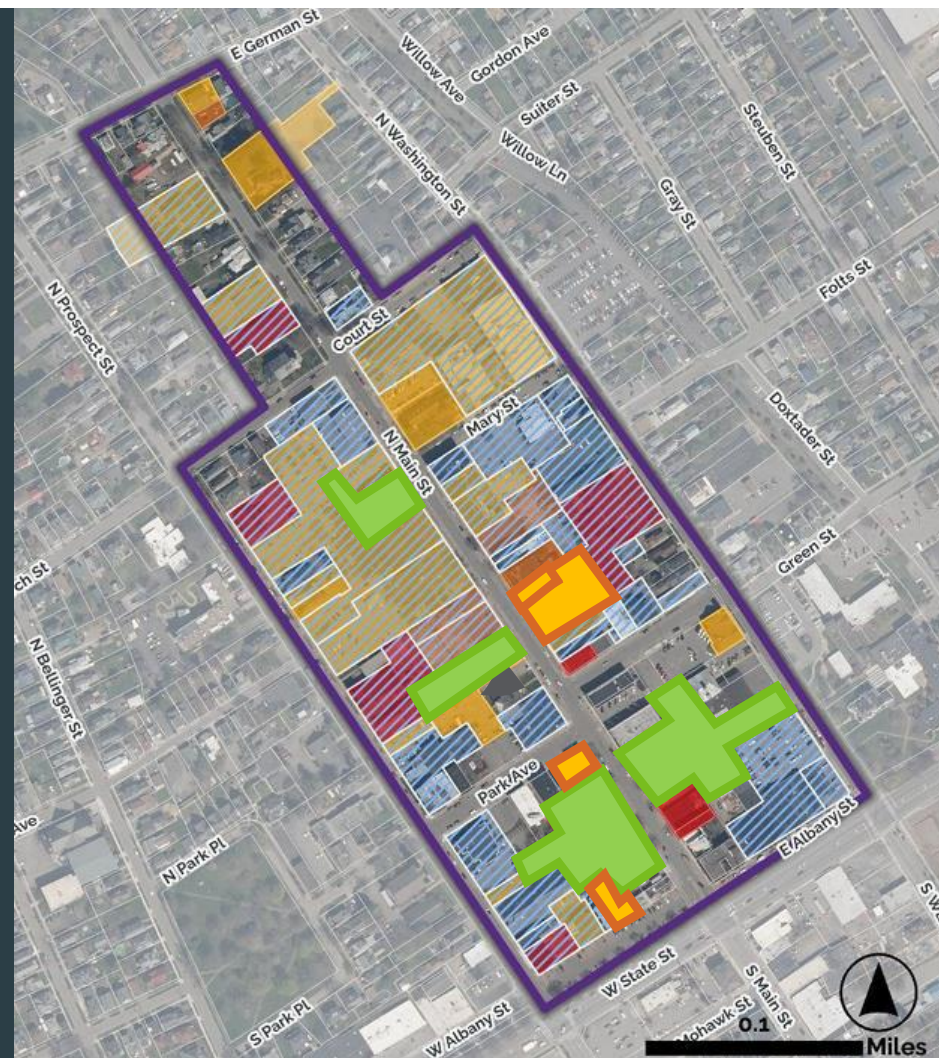 E German St
Willow Ave
Gordon Ave
Suiter St
N Washington St
Willow Ln
Steuben St
Gray St
Folts St
N Prospect St
Court St
Mary St
N Main St
Doxtader St
Green St
ch St
N Bellinger St
Park Ave
Ave
N Park Pl
E Albany St
S Wa
W State St
S Main St
S Park Pl
W Albany St
Mohawk St
0.1
Miles